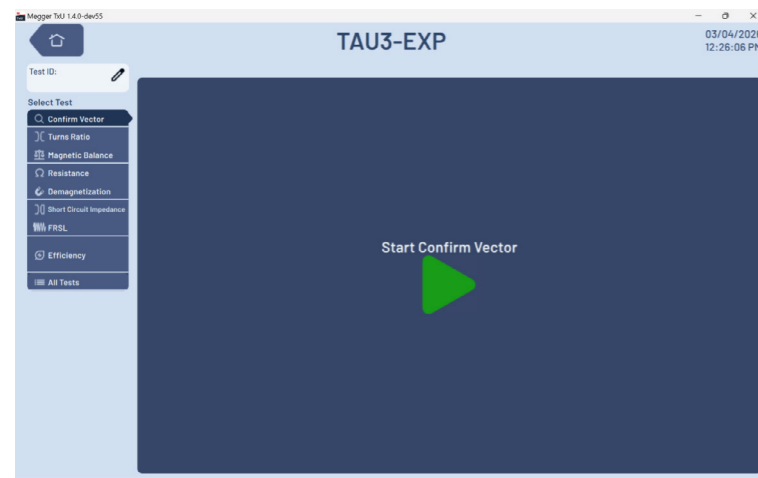 Megger TxU 1.4.0-dev55
TAU3-EXP
03/04/202
12:26:06 P
Test ID:
Select Test
Confirm Vector
Turns Ratio
Magnetic Balance
Resistance
Demagnetization
Short Circuit Impedance
FRSL
Efficiency
All Tests
Start Confirm Vector